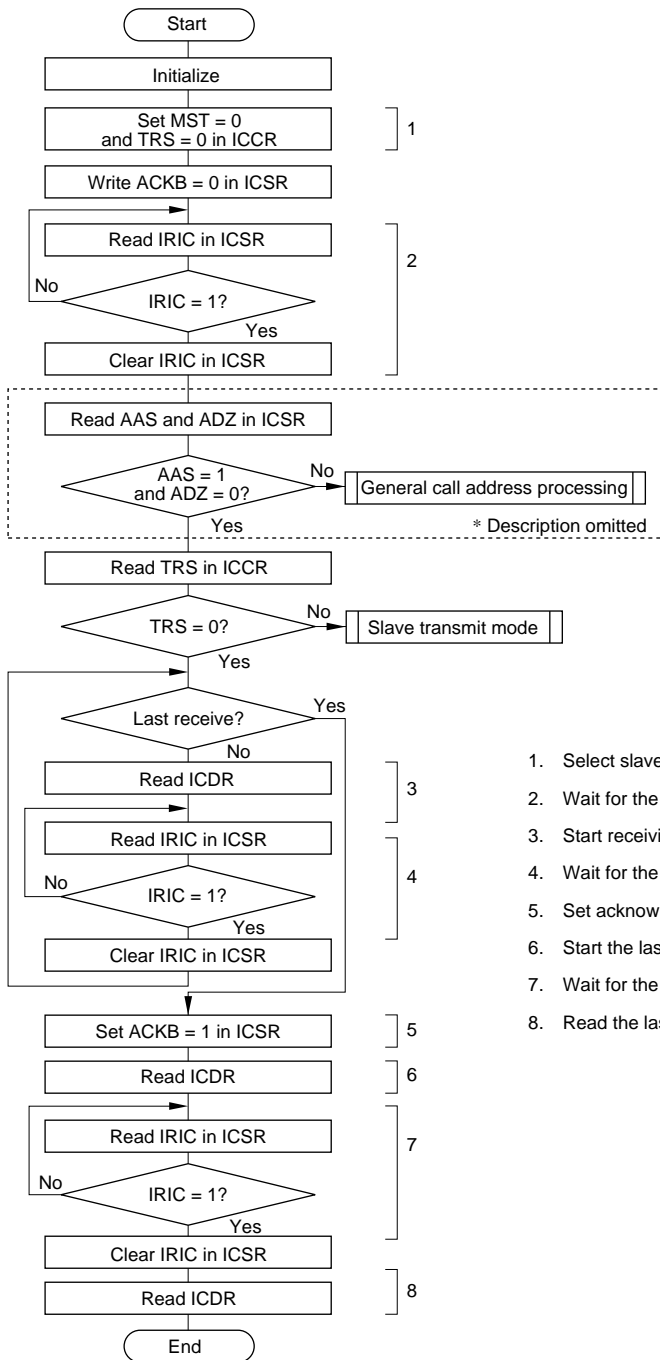 Start
Initialize
Set MST = 0
and TRS = 0 in ICCR
1
Write ACKB = 0 in ICSR
Read IRIC in ICSR
2
No
IRIC = 1?
Yes
Clear IRIC in ICSR
Read AAS and ADZ in ICSR
AAS = 1
and ADZ = 0?
No
General call address processing
Yes
* Description omitted
Read TRS in ICCR
TRS = 0?
No
Slave transmit mode
Yes
Last receive?
Yes
No
Read ICDR
3
Read IRIC in ICSR
4
No
IRIC = 1?
Yes
Clear IRIC in ICSR
Set ACKB = 1 in ICSR
5
Read ICDR
6
Read IRIC in ICSR
7
No
IRIC = 1?
Yes
Clear IRIC in ICSR
Read ICDR
8
End
1. Select slave
2. Wait for the
3. Start receivi
4. Wait for the
5. Set acknow
6. Start the las
7. Wait for the
8. Read the las